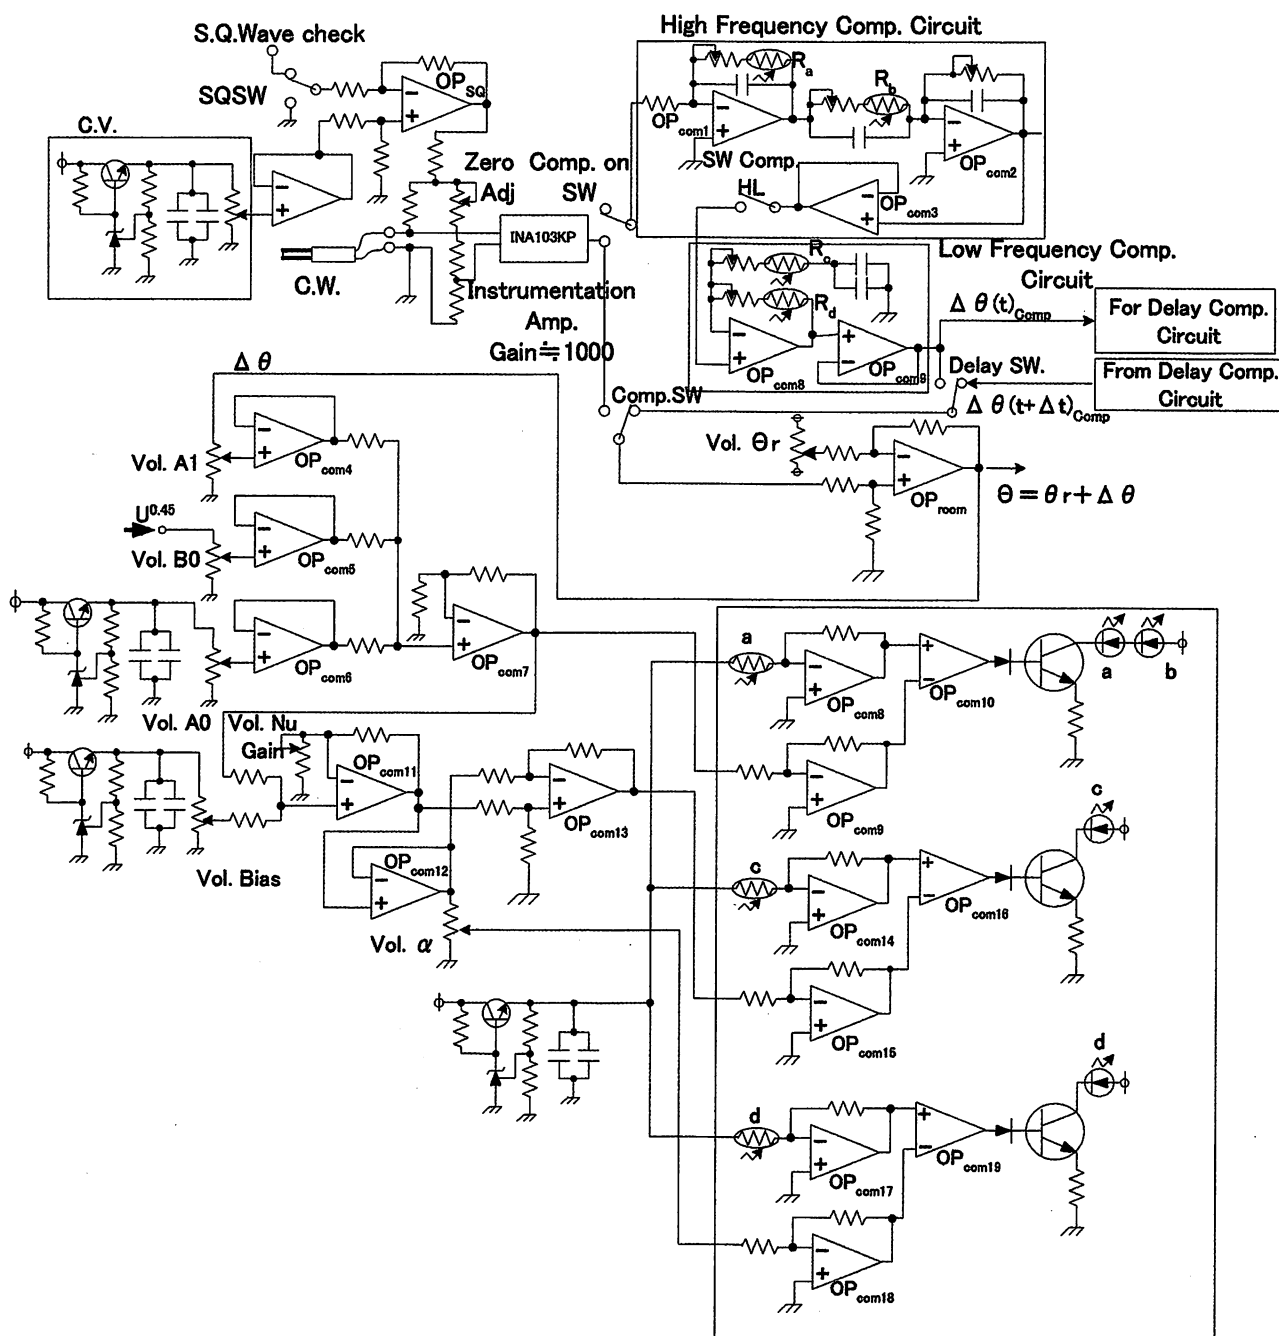 High Frequency Comp. Circuit
S.Q.Wave check
SQSW
OP SQ
Ra
Rb
OPcom1
OPcom2
C.V.
Zero Adj
Comp. on SW
SW Comp.
HL
OPcom3
INA103KP
C.W.
Instrumentation
Amp.
Gain≒1000
Low Frequency Comp.
Circuit
Rc
Rd
OPcom8
OPcom9
Δθ(t)Comp
For Delay Comp.
Circuit
Delay SW.
From Delay Comp.
Circuit
Δθ(t+Δt)Comp
Δθ
Comp.SW
Vol. Θr
OProom
Θ=θr+Δθ
Vol. A1
OPcom4
U0.45
Vol. B0
OPcom5
OPcom6
OPcom7
Vol. A0
Vol. Nu
Gain
OPcom11
Vol. Bias
OPcom12
OPcom13
Vol. α
a
OPcom8
OPcom10
a
b
OPcom9
c
c
OPcom14
OPcom16
OPcom15
d
d
OPcom17
OPcom19
OPcom18